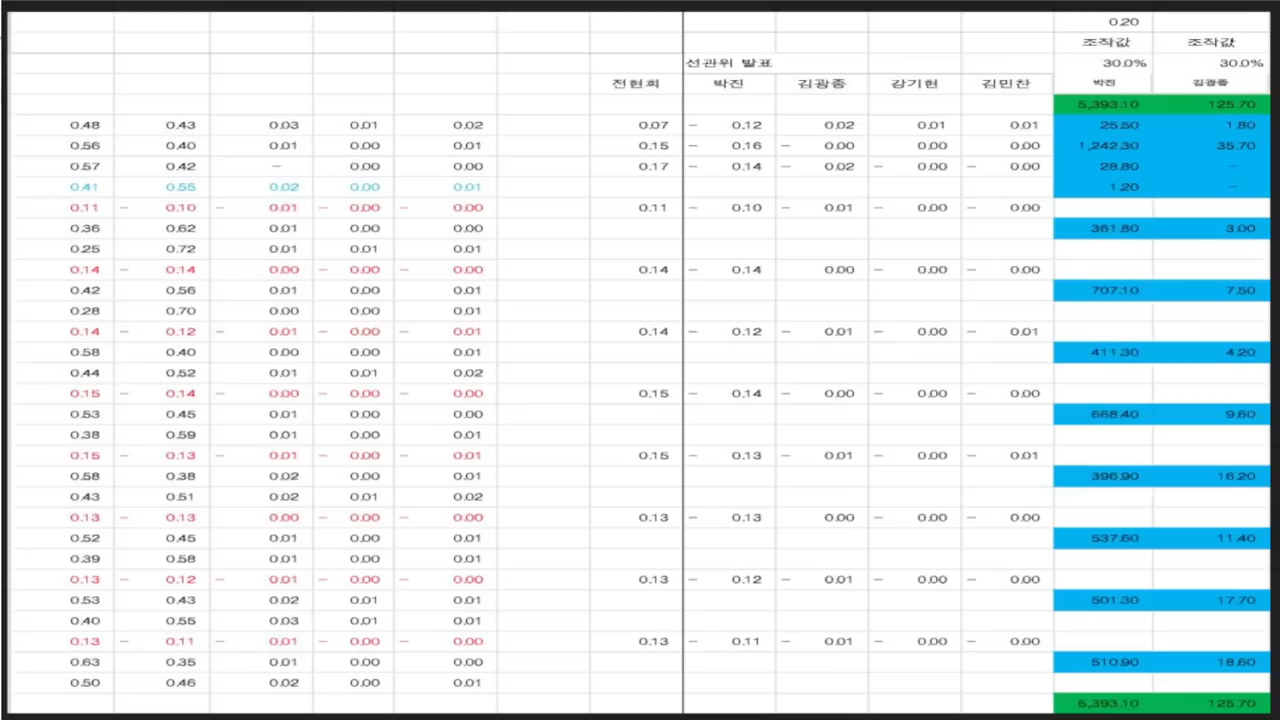 0.20
조작값 조작값
선관위 발표 30.0% 30.0%
전현희 박진 김광종 강기현 김민찬 박진 김광종
5,393.10 125.70
0.48 0.43 0.03 0.01 0.02 0.07 - 0.12 0.02 0.01 0.01 25.50 1.80
0.56 0.40 0.01 0.00 0.01 0.15 - 0.16 - 0.00 0.00 0.00 1,242.30 35.70
0.57 0.42 - 0.00 0.00 0.17 - 0.14 - 0.02 - 0.00 - 0.00 28.80 -
0.41 0.55 0.02 0.00 0.01 1.20 -
0.11 - 0.10 - 0.01 - 0.00 - 0.00 0.11 - 0.10 - 0.01 - 0.00 - 0.00
0.36 0.62 0.01 0.00 0.00 361.80 3.00
0.25 0.72 0.01 0.01 0.01
0.14 - 0.14 0.00 - 0.00 - 0.00 0.14 - 0.14 0.00 - 0.00 - 0.00
0.42 0.56 0.01 0.00 0.01 707.10 7.50
0.28 0.70 0.00 0.00 0.01
0.14 - 0.12 - 0.01 - 0.00 - 0.01 0.14 - 0.12 - 0.01 - 0.00 - 0.01
0.58 0.40 0.00 0.00 0.01 411.30 4.20
0.44 0.52 0.01 0.01 0.02
0.15 - 0.14 - 0.00 - 0.00 - 0.00 0.15 - 0.14 - 0.00 - 0.00 - 0.00
0.53 0.45 0.01 0.00 0.00 668.40 9.60
0.38 0.59 0.01 0.00 0.01
0.15 - 0.13 - 0.01 - 0.00 - 0.01 0.15 - 0.13 - 0.01 - 0.00 - 0.01
0.58 0.38 0.02 0.00 0.01 396.90 16.20
0.43 0.51 0.02 0.01 0.02
0.13 - 0.13 0.00 - 0.00 - 0.00 0.13 - 0.13 0.00 - 0.00 - 0.00
0.52 0.45 0.01 0.00 0.01 537.60 11.40
0.39 0.58 0.01 0.00 0.01
0.13 - 0.12 - 0.01 - 0.00 - 0.00 0.13 - 0.12 - 0.01 - 0.00 - 0.00
0.53 0.43 0.02 0.01 0.01 501.30 17.70
0.40 0.55 0.03 0.01 0.01
0.13 - 0.11 - 0.01 - 0.00 - 0.00 0.13 - 0.11 - 0.01 - 0.00 - 0.00
0.63 0.35 0.01 0.00 0.00 510.90 18.60
0.50 0.46 0.02 0.00 0.01
5,393.10 125.70